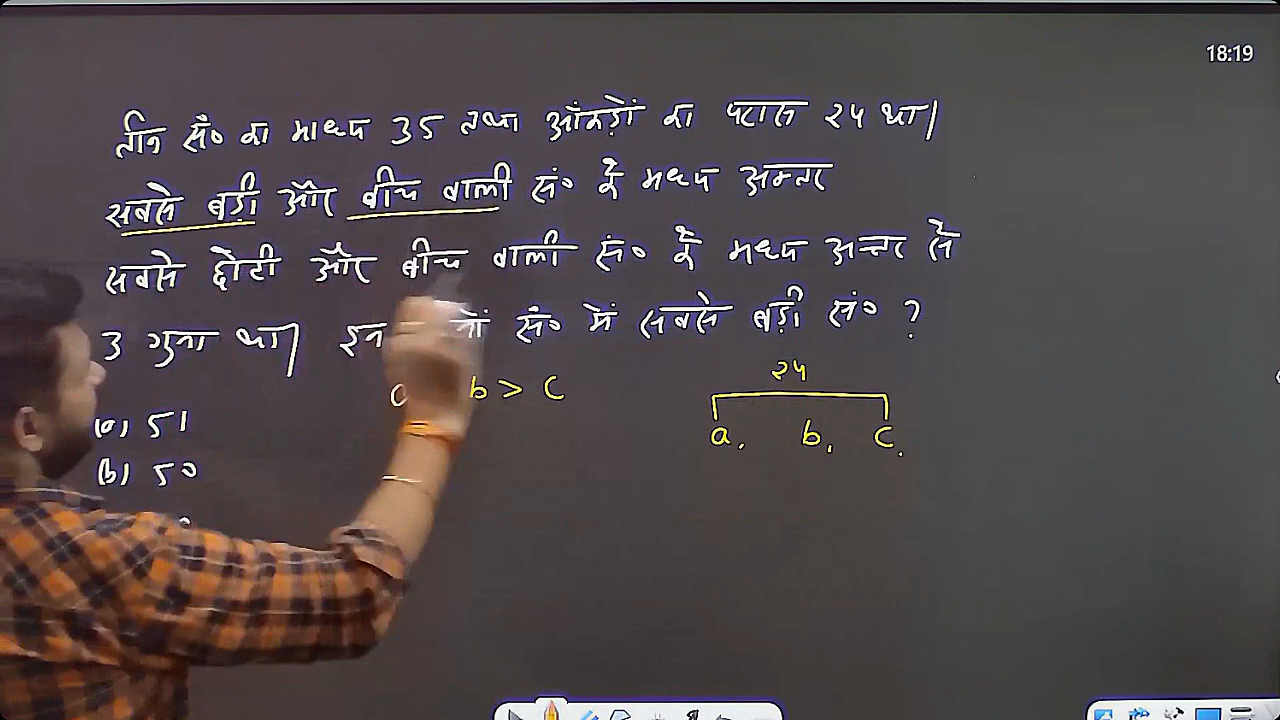 18:19
तीन सं० का माध्य 35 तथा आंकड़ों का परास 24 था।
सबसे बड़ी और बीच वाली सं० के मध्य अन्तर
सबसे छोटी और बीच वाली सं० के मध्य अन्तर से
3 गुना था। इन सं० में सबसे बड़ी सं० ?
b > c
24
(a) 51
a, b, c.
(b) 50